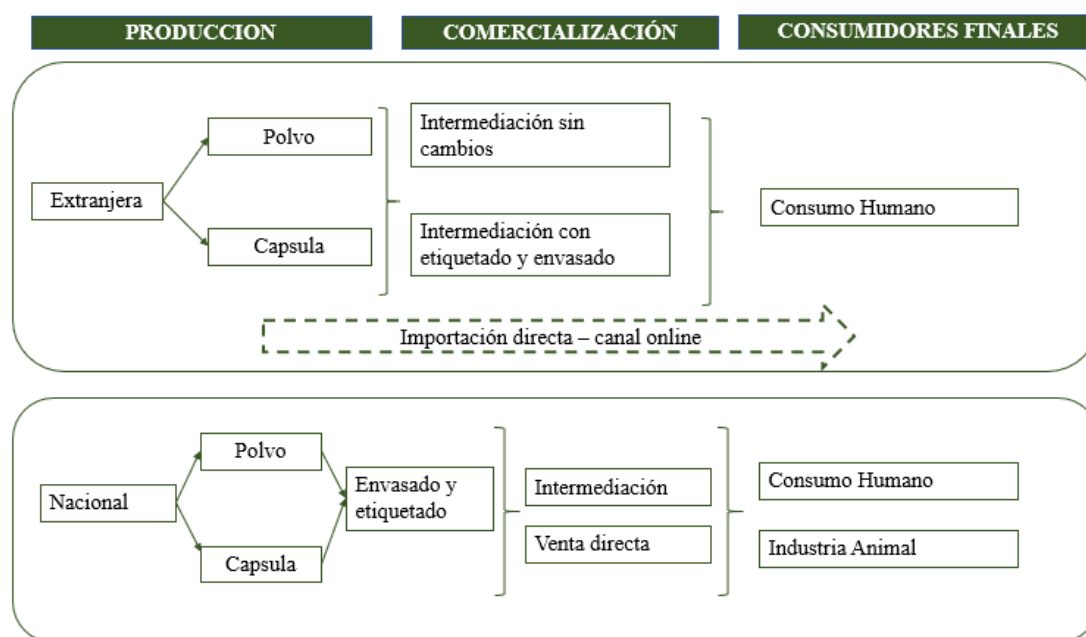 PRODUCCION
COMERCIALIZACIÓN
CONSUMIDORES FINALES
Extranjera
Polvo
Capsula
Intermediación sin
cambios
Intermediación con
etiquetado y envasado
Consumo Humano
Importación directa – canal online
Nacional
Polvo
Capsula
Envasado y
etiquetado
Intermediación
Venta directa
Consumo Humano
Industria Animal